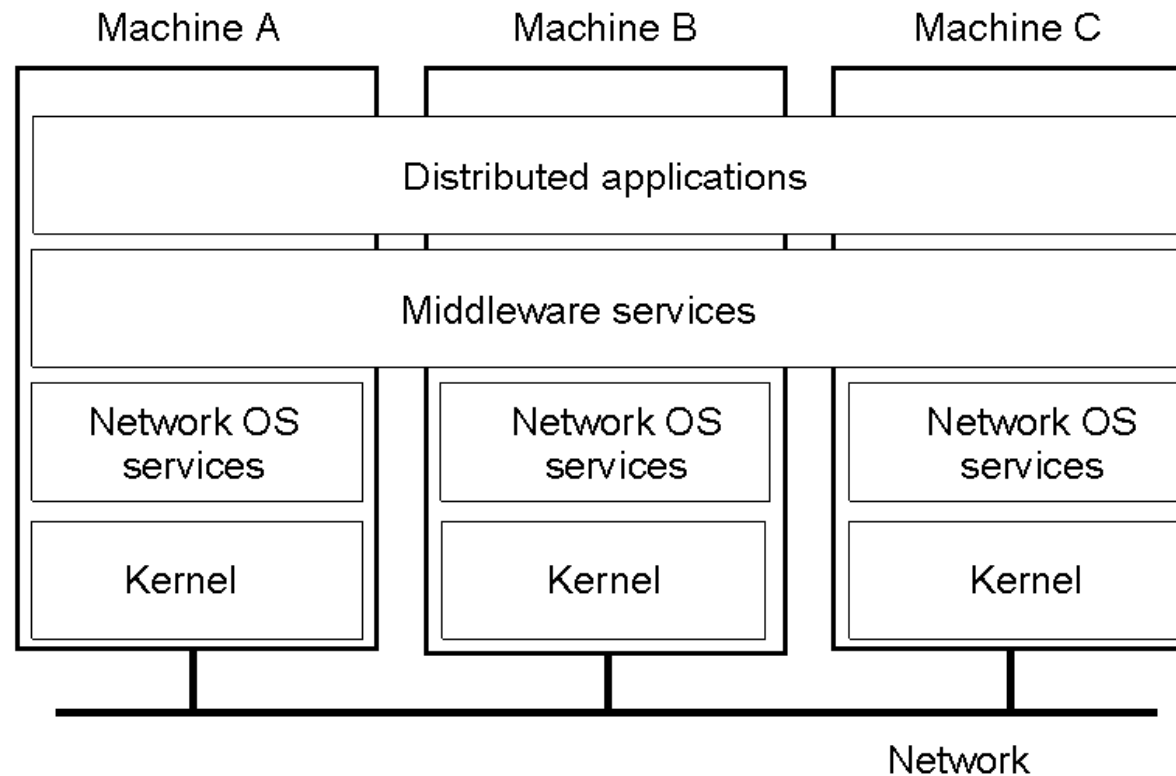 Machine A
Machine B
Machine C
Distributed applications
Middleware services
Network OS
services
Network OS
services
Network OS
services
Kernel
Kernel
Kernel
Network